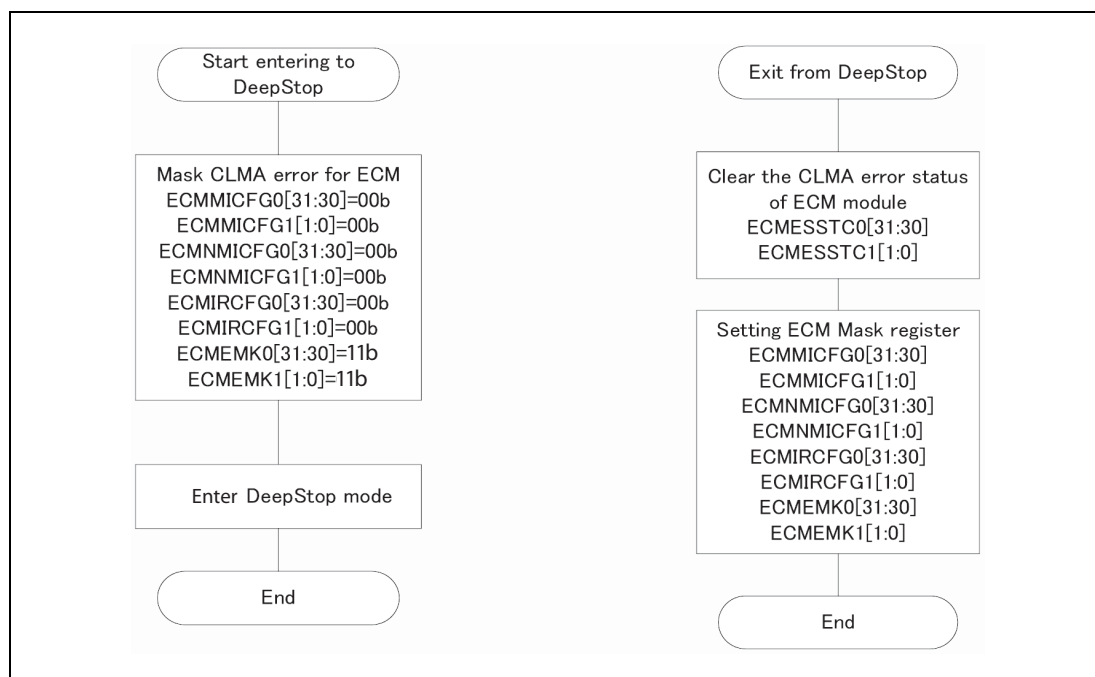 Start entering to
DeepStop
Mask CLMA error for ECM
ECMMICFG0[31:30]=00b
ECMMICFG1[1:0]=00b
ECMNMICFG0[31:30]=00b
ECMNMICFG1[1:0]=00b
ECMIRCFG0[31:30]=00b
ECMIRCFG1[1:0]=00b
ECMEMK0[31:30]=11b
ECMEMK1[1:0]=11b
Enter DeepStop mode
End
Exit from DeepStop
Clear the CLMA error status
of ECM module
ECMESSTC0[31:30]
ECMESSTC1[1:0]
Setting ECM Mask register
ECMMICFG0[31:30]
ECMMICFG1[1:0]
ECMNMICFG0[31:30]
ECMNMICFG1[1:0]
ECMIRCFG0[31:30]
ECMIRCFG1[1:0]
ECMEMK0[31:30]
ECMEMK1[1:0]
End